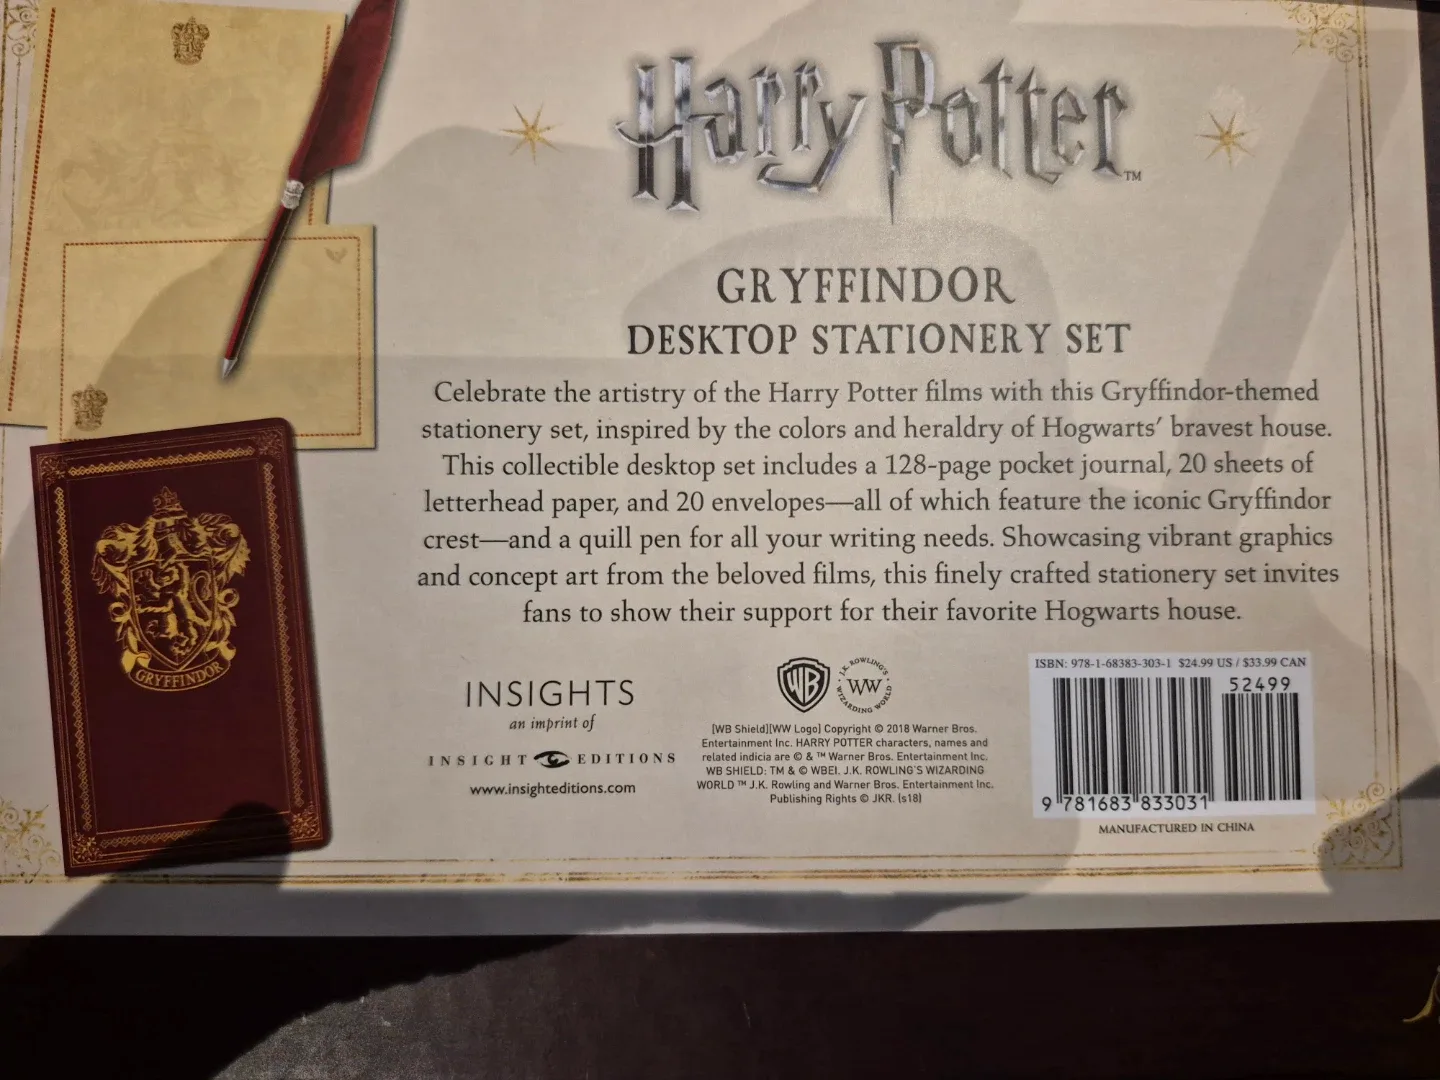 Harry Potter™
GRYFFINDOR
DESKTOP STATIONERY SET
Celebrate the artistry of the Harry Potter films with this Gryffindor-themed
stationery set, inspired by the colors and heraldry of Hogwarts’ bravest house.
This collectible desktop set includes a 128-page pocket journal, 20 sheets of
letterhead paper, and 20 envelopes—all of which feature the iconic Gryffindor
crest—and a quill pen for all your writing needs. Showcasing vibrant graphics
and concept art from the beloved films, this finely crafted stationery set invites
fans to show their support for their favorite Hogwarts house.
GRYFFINDOR
INSIGHTS
an imprint of
INSIGHT EDITIONS
www.insighteditions.com
WB
J.K. ROWLING'S
WW
WIZARDING WORLD
[WB Shield][WW Logo] Copyright © 2018 Warner Bros.
Entertainment Inc. HARRY POTTER characters, names and
related indicia are © & ™ Warner Bros. Entertainment Inc.
WB SHIELD: TM & © WBEI. J.K. ROWLING'S WIZARDING
WORLD ™ J.K. Rowling and Warner Bros. Entertainment Inc.
Publishing Rights © JKR. (s18)
ISBN: 978-1-68383-303-1 $24.99 US / $33.99 CAN
52499
9 781683 833031
MANUFACTURED IN CHINA